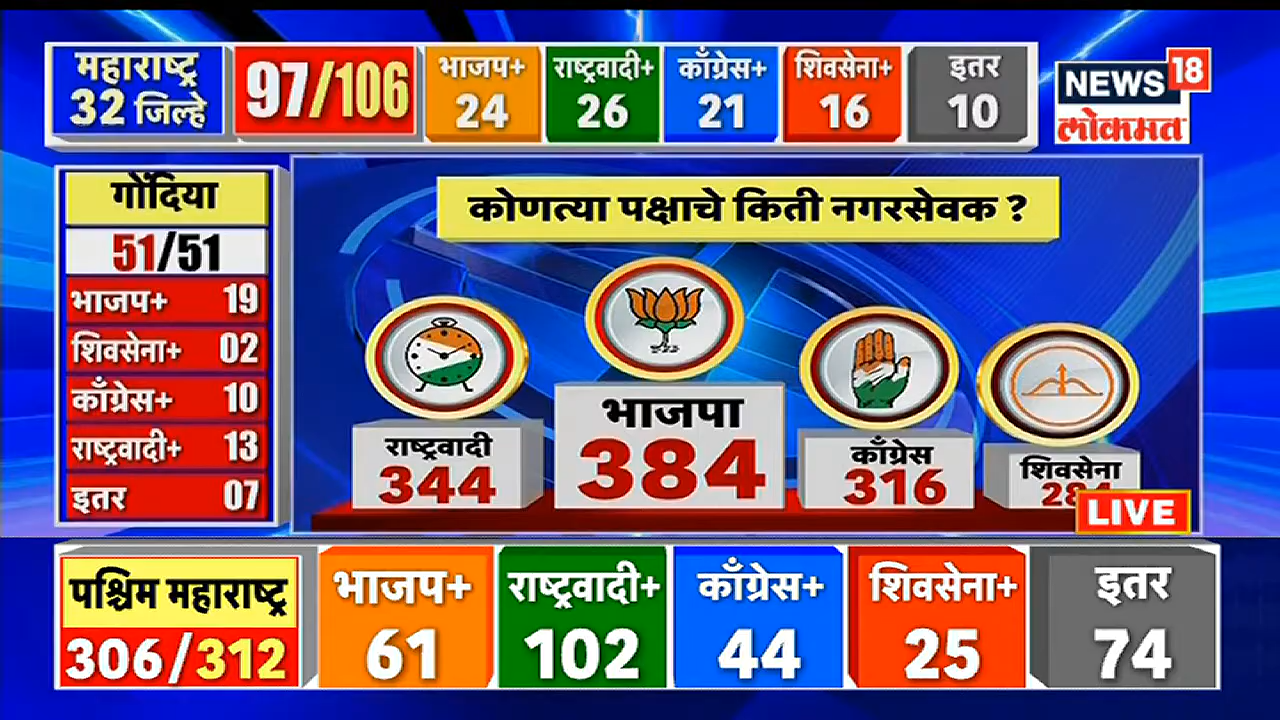 महाराष्ट्र
32 जिल्हे
97/106
भाजप+
24
राष्ट्रवादी+
26
काँग्रेस+
21
शिवसेना+
16
इतर
10
NEWS 18
लोकमत
गोंदिया
51/51
भाजप+ 19
शिवसेना+ 02
काँग्रेस+ 10
राष्ट्रवादी+ 13
इतर 07
कोणत्या पक्षाचे किती नगरसेवक ?
राष्ट्रवादी
344
भाजपा
384
काँग्रेस
316
शिवसेना
LIVE
पश्चिम महाराष्ट्र
306/312
भाजप+
61
राष्ट्रवादी+
102
काँग्रेस+
44
शिवसेना+
25
इतर
74